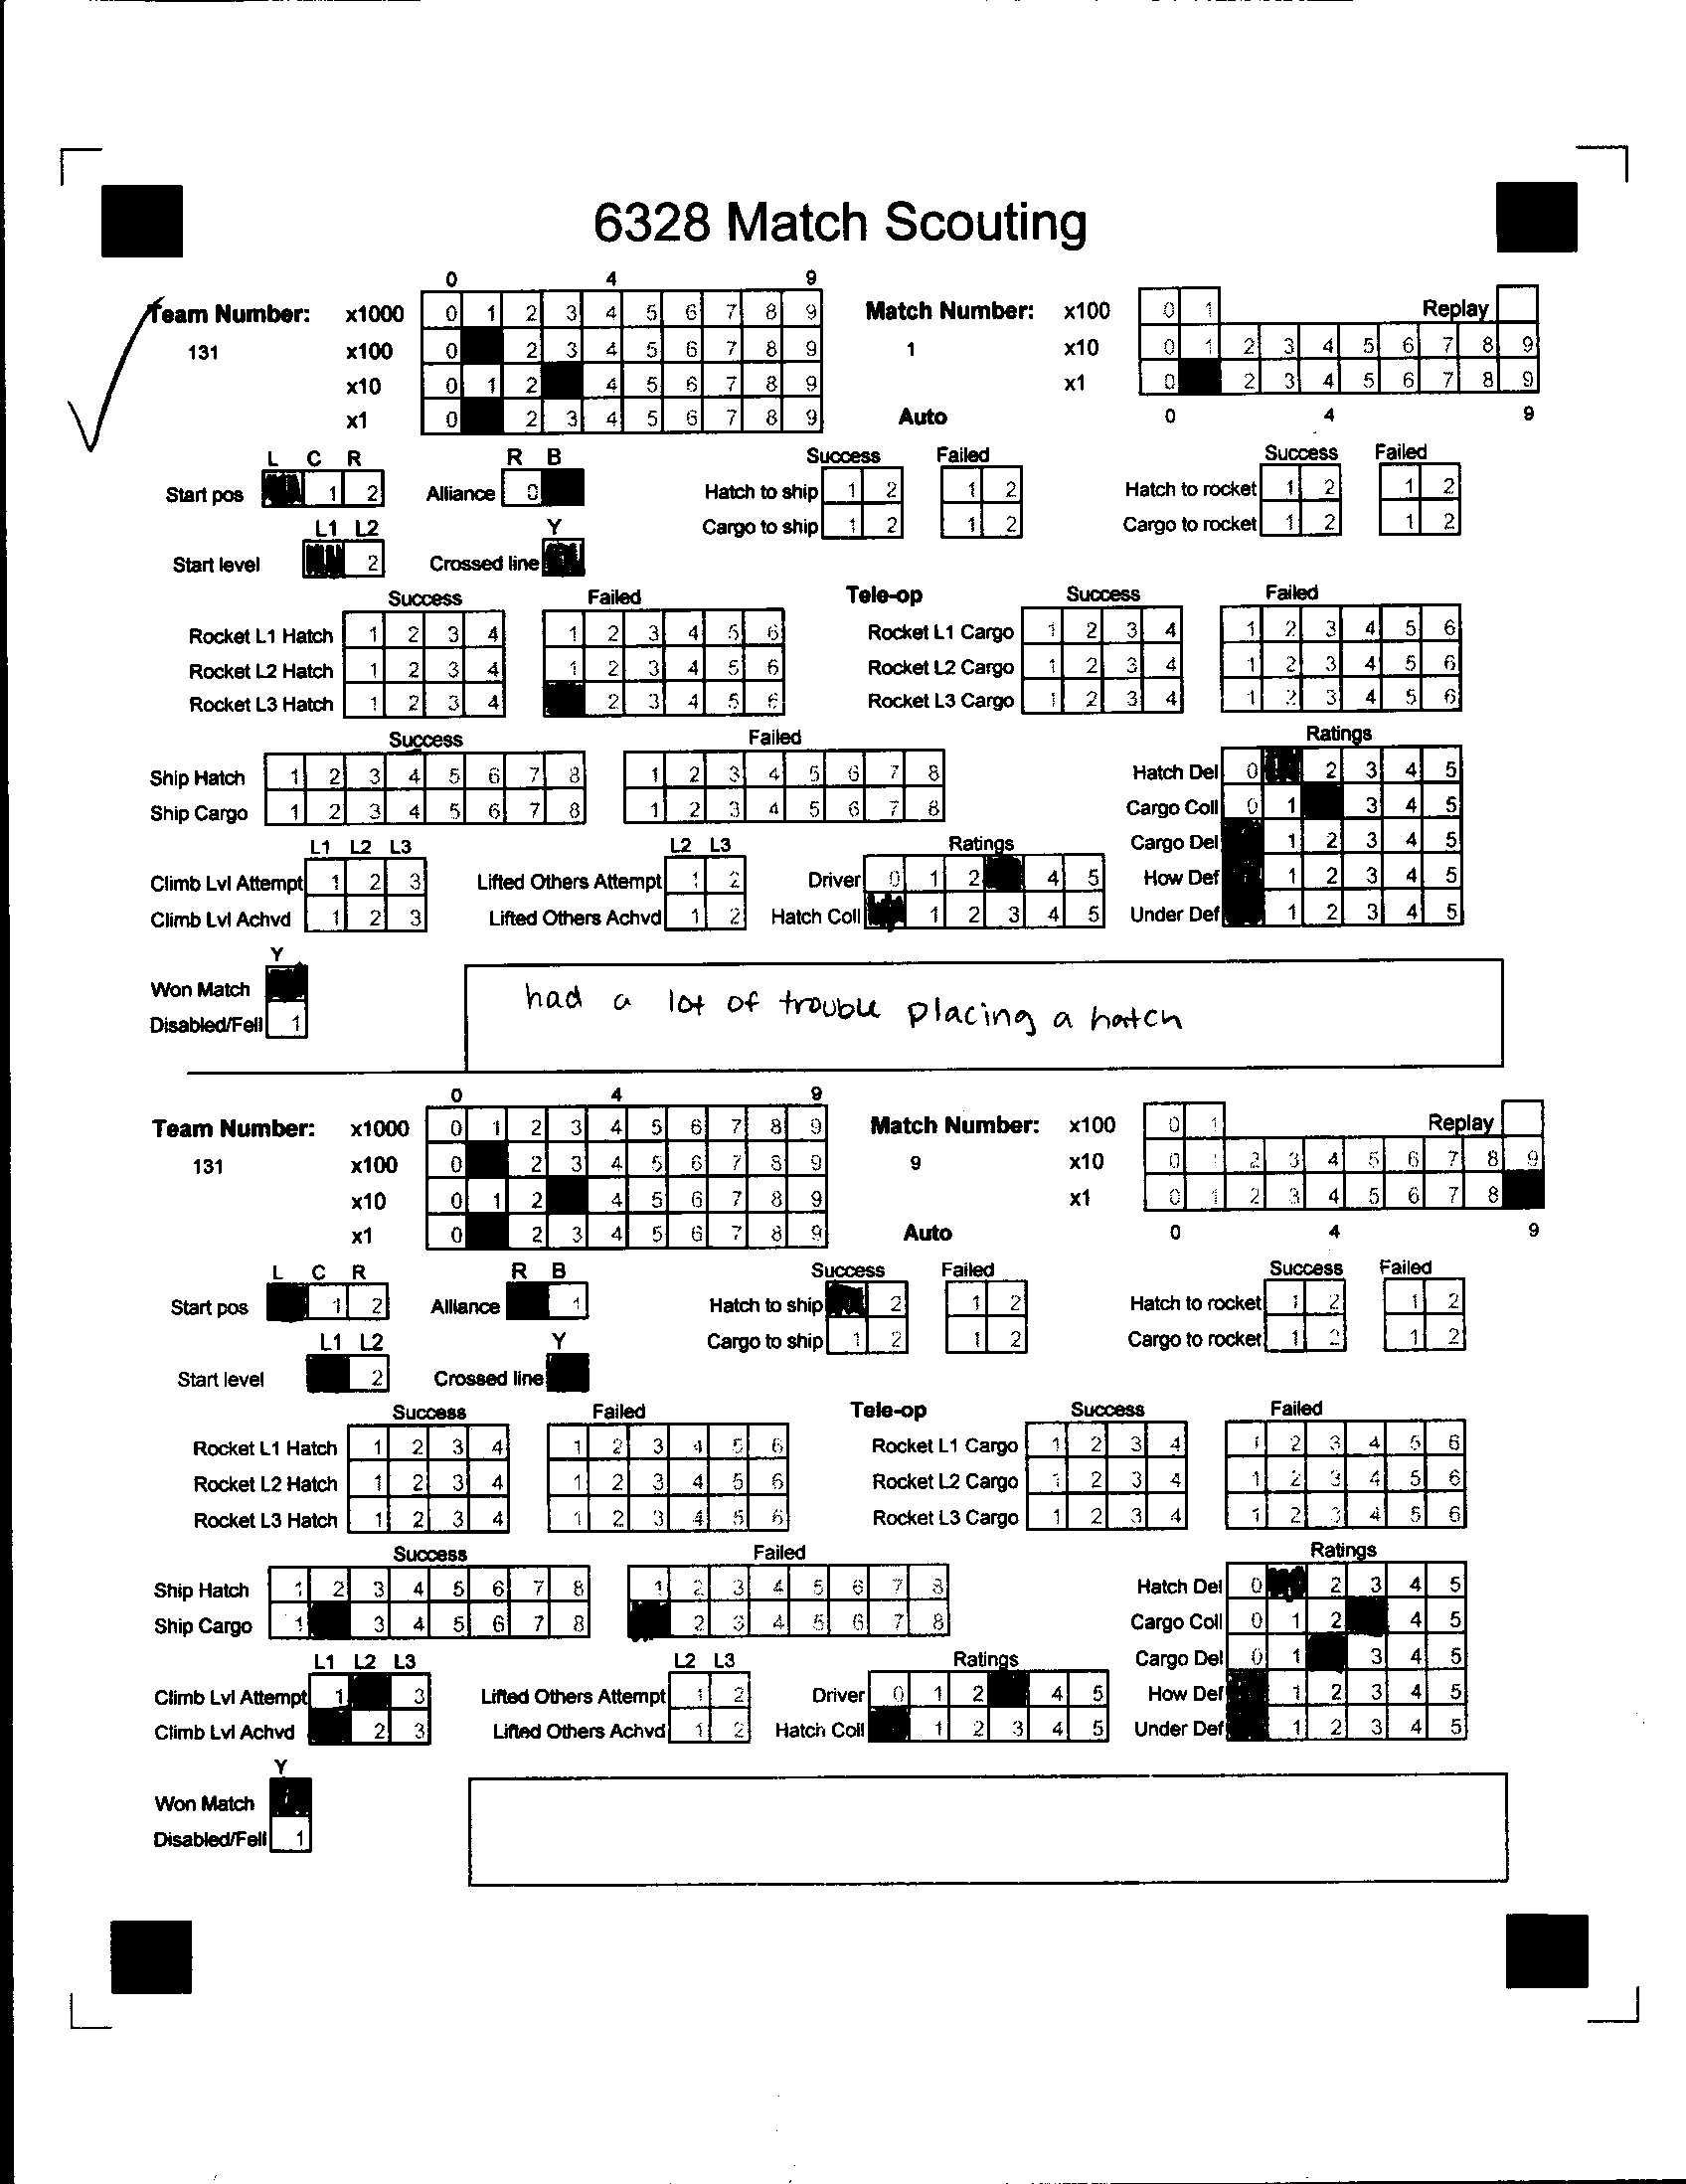 6328 Match Scouting
0 4 9
Team Number: x1000 0 1 2 3 4 5 6 7 8 9 Match Number: x100 0 1 Replay
131 x100 0 2 3 4 5 6 7 8 9 1 x10 0 1 2 3 4 5 6 7 8 9
x10 0 1 2 4 5 6 7 8 9 x1 0 2 3 4 5 6 7 8 9
x1 0 2 3 4 5 6 7 8 9 Auto 0 4 9
L C R R B Success Failed Success Failed
Start pos 1 2 Alliance 0 Hatch to ship 1 2 1 2 Hatch to rocket 1 2 1 2
L1 L2 Y Cargo to ship 1 2 1 2 Cargo to rocket 1 2 1 2
Start level 2 Crossed line
Success Failed Tele-op Success Failed
Rocket L1 Hatch 1 2 3 4 1 2 3 4 5 6 Rocket L1 Cargo 1 2 3 4 1 2 3 4 5 6
Rocket L2 Hatch 1 2 3 4 1 2 3 4 5 6 Rocket L2 Cargo 1 2 3 4 1 2 3 4 5 6
Rocket L3 Hatch 1 2 3 4 2 3 4 5 6 Rocket L3 Cargo 1 2 3 4 1 2 3 4 5 6
Success Failed Ratings
Ship Hatch 1 2 3 4 5 6 7 8 1 2 3 4 5 6 7 8 Hatch Del 0 2 3 4 5
Ship Cargo 1 2 3 4 5 6 7 8 1 2 3 4 5 6 7 8 Cargo Coll 0 1 3 4 5
L1 L2 L3 L2 L3 Ratings Cargo Del 1 2 3 4 5
Climb Lvl Attempt 1 2 3 Lifted Others Attempt 1 2 Driver 0 1 2 4 5 How Def 1 2 3 4 5
Climb Lvl Achvd 1 2 3 Lifted Others Achvd 1 2 Hatch Coll 1 2 3 4 5 Under Def 1 2 3 4 5
Y
Won Match
Disabled/Fell 1
had a lot of trouble placing a hatch
0 4 9
Team Number: x1000 0 1 2 3 4 5 6 7 8 9 Match Number: x100 0 1 Replay
131 x100 0 2 3 4 5 6 7 8 9 9 x10 0 1 2 3 4 5 6 7 8 9
x10 0 1 2 4 5 6 7 8 9 x1 0 1 2 3 4 5 6 7 8
x1 0 2 3 4 5 6 7 8 9 Auto 0 4 9
L C R R B Success Failed Success Failed
Start pos 1 2 Alliance 1 Hatch to ship 2 1 2 Hatch to rocket 1 2 1 2
L1 L2 Y Cargo to ship 1 2 1 2 Cargo to rocket 1 2 1 2
Start level 2 Crossed line
Success Failed Tele-op Success Failed
Rocket L1 Hatch 1 2 3 4 1 2 3 4 5 6 Rocket L1 Cargo 1 2 3 4 1 2 3 4 5 6
Rocket L2 Hatch 1 2 3 4 1 2 3 4 5 6 Rocket L2 Cargo 1 2 3 4 1 2 3 4 5 6
Rocket L3 Hatch 1 2 3 4 1 2 3 4 5 6 Rocket L3 Cargo 1 2 3 4 1 2 3 4 5 6
Success Failed Ratings
Ship Hatch 1 2 3 4 5 6 7 8 1 2 3 4 5 6 7 8 Hatch Del 0 2 3 4 5
Ship Cargo 1 3 4 5 6 7 8 2 3 4 5 6 7 8 Cargo Coll 0 1 2 4 5
L1 L2 L3 L2 L3 Ratings Cargo Del 0 1 3 4 5
Climb Lvl Attempt 1 3 Lifted Others Attempt 1 2 Driver 0 1 2 4 5 How Def 1 2 3 4 5
Climb Lvl Achvd 2 3 Lifted Others Achvd 1 2 Hatch Coll 1 2 3 4 5 Under Def 1 2 3 4 5
Y
Won Match
Disabled/Fell 1